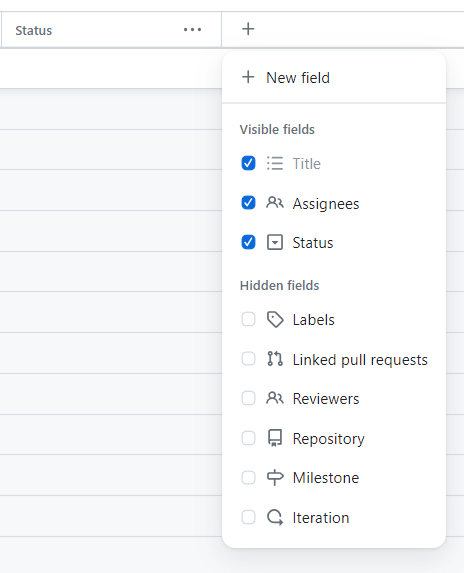 Status
New field
Visible fields
Title
Assignees
Status
Hidden fields
Labels
Linked pull requests
Reviewers
Repository
Milestone
Iteration